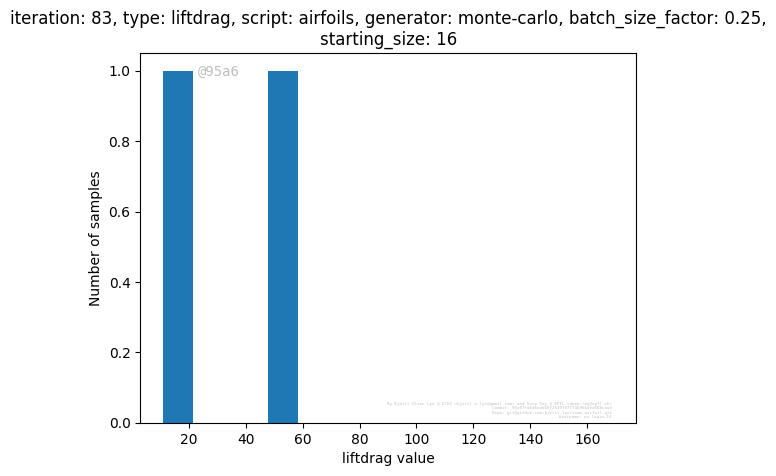 iteration: 83, type: liftdrag, script: airfoils, generator: monte-carlo, batch_size_factor: 0.25,
starting_size: 16
@95a6
1.0
0.8
0.6
0.4
0.2
0.0
Number of samples
20 40 60 80 100 120 140 160
liftdrag value